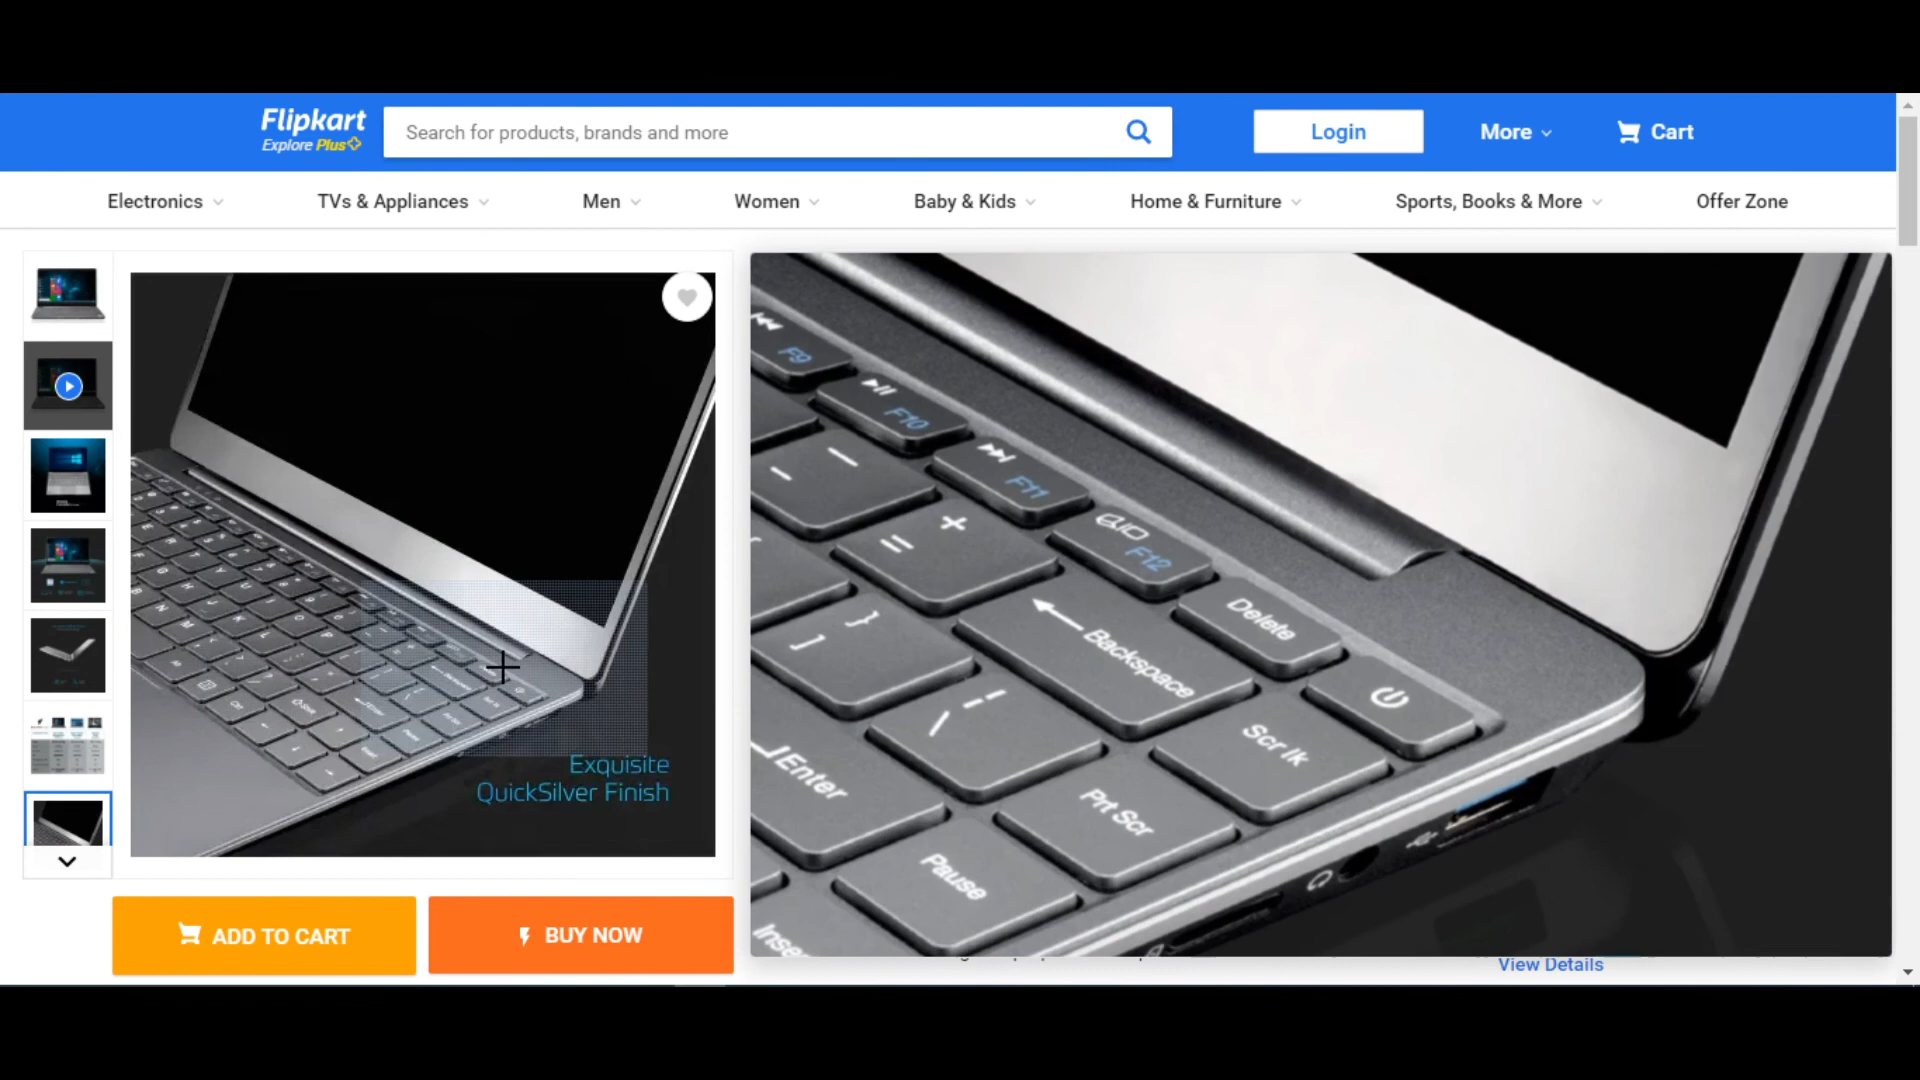 Flipkart
Explore Plus
Search for products, brands and more
Login
More
Cart
Electronics
TVs & Appliances
Men
Women
Baby & Kids
Home & Furniture
Sports, Books & More
Offer Zone
F9
F10
F11
F12
Delete
Backspace
Scr lk
Enter
Prt Scr
Pause
Exquisite
QuickSilver Finish
ADD TO CART
BUY NOW
View Details